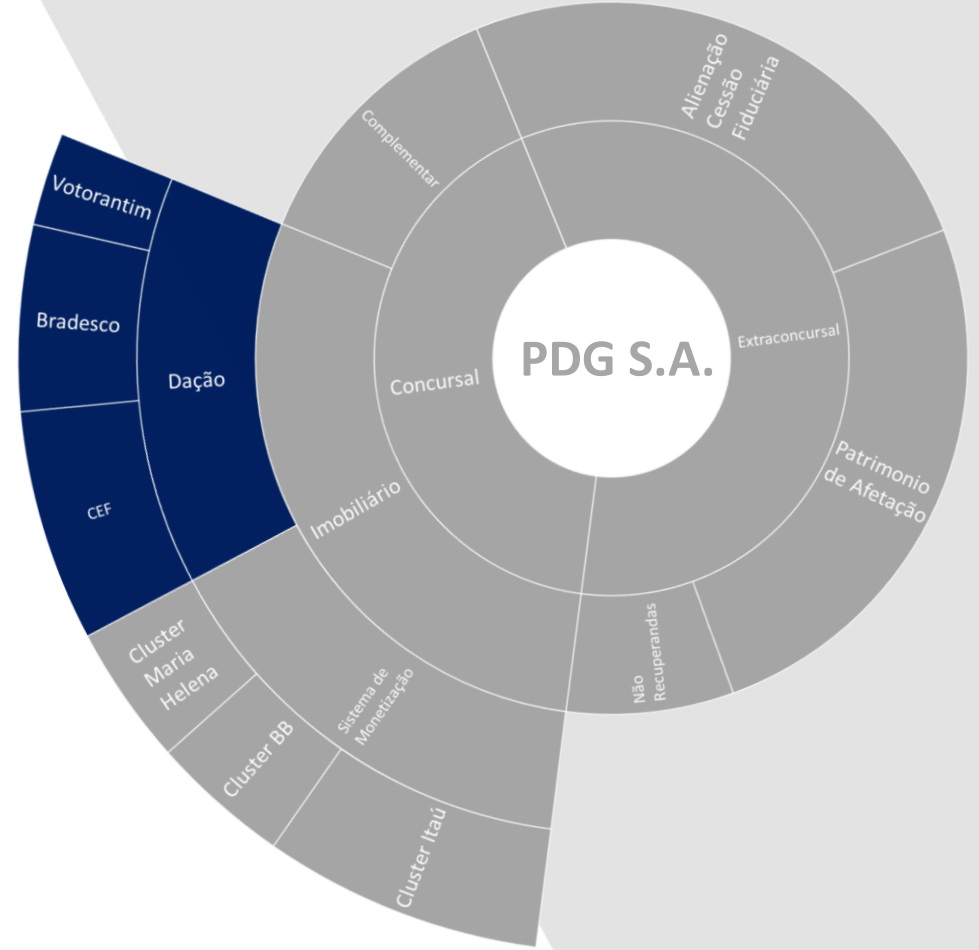 PDG S.A.
Extraconcursal
Alienação
Cessão
Fiduciária
Patrimonio
de Afetação
Não
Recuperandas
Concursal
Complementar
Imobiliário
Dação
Votorantim
Bradesco
CEF
Sistema de
Monetização
Cluster
Maria
Helena
Cluster BB
Cluster Itaú